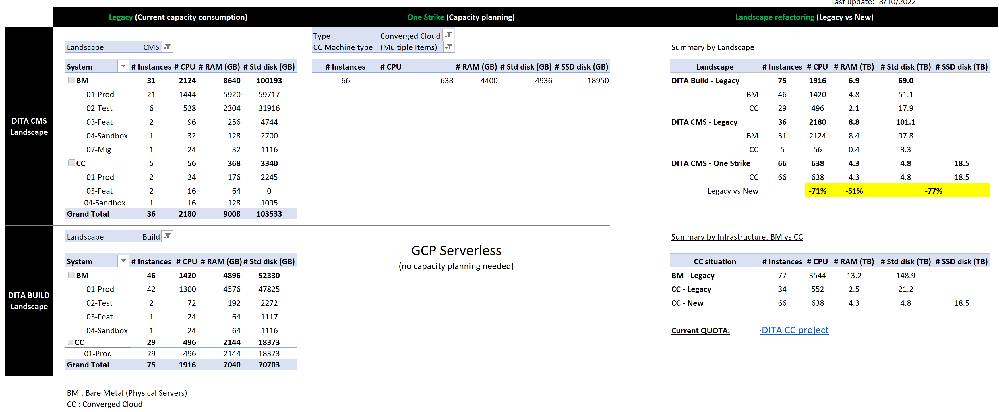 Last update: 8/10/2022
Legacy (Current capacity consumption)
One Strike (Capacity planning)
Landscape refactoring (Legacy vs New)
DITA CMS
Landscape
Landscape CMS
System # Instances # CPU # RAM (GB) # Std disk (GB)
BM 31 2124 8640 100193
01-Prod 21 1444 5920 59717
02-Test 6 528 2304 31916
03-Feat 2 96 256 4744
04-Sandbox 1 32 128 2700
07-Mig 1 24 32 1116
CC 5 56 368 3340
01-Prod 2 24 176 2245
03-Feat 2 16 64 0
04-Sandbox 1 16 128 1095
Grand Total 36 2180 9008 103533
Type Converged Cloud
CC Machine type (Multiple Items)
# Instances # CPU # RAM (GB) # Std disk (GB) # SSD disk (GB)
66 638 4400 4936 18950
Summary by Landscape
Landscape # Instances # CPU # RAM (TB) # Std disk (TB) # SSD disk (TB)
DITA Build - Legacy 75 1916 6.9 69.0
BM 46 1420 4.8 51.1
CC 29 496 2.1 17.9
DITA CMS - Legacy 36 2180 8.8 101.1
BM 31 2124 8.4 97.8
CC 5 56 0.4 3.3
DITA CMS - One Strike 66 638 4.3 4.8 18.5
CC 66 638 4.3 4.8 18.5
Legacy vs New -71% -51% -77%
DITA BUILD
Landscape
Landscape Build
System # Instances # CPU # RAM (GB) # Std disk (GB)
BM 46 1420 4896 52330
01-Prod 42 1300 4576 47825
02-Test 2 72 192 2272
03-Feat 1 24 64 1117
04-Sandbox 1 24 64 1116
CC 29 496 2144 18373
01-Prod 29 496 2144 18373
Grand Total 75 1916 7040 70703
GCP Serverless
(no capacity planning needed)
Summary by Infrastructure: BM vs CC
CC situation # Instances # CPU # RAM (TB) # Std disk (TB) # SSD disk (TB)
BM - Legacy 77 3544 13.2 148.9
CC - Legacy 34 552 2.5 21.2
CC - New 66 638 4.3 4.8 18.5
Current QUOTA: -DITA CC project
BM : Bare Metal (Physical Servers)
CC : Converged Cloud